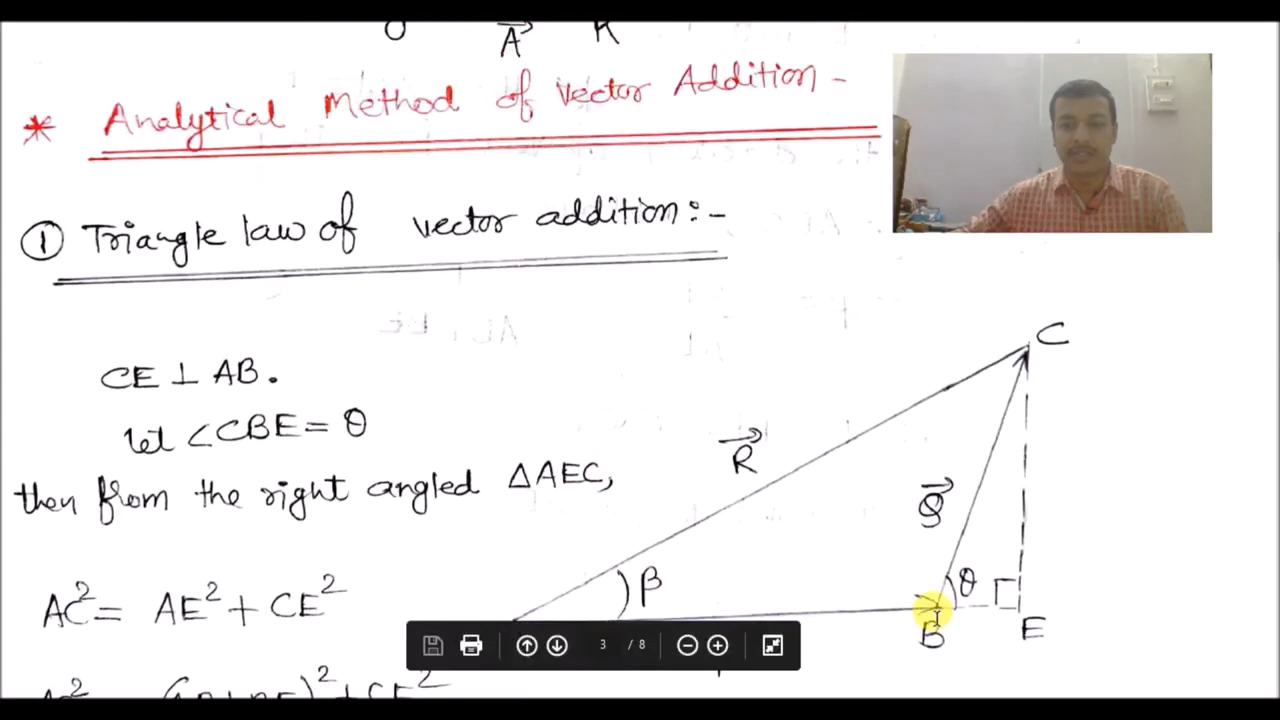 O A⃗ R
* Analytical Method of Vector Addition -
① Triangle law of vector addition :-
CE ⊥ AB.
let ∠CBE = θ
then from the right angled △AEC,
AC² = AE² + CE²
C
R⃗
Q⃗
β
θ
B
E
3 / 8